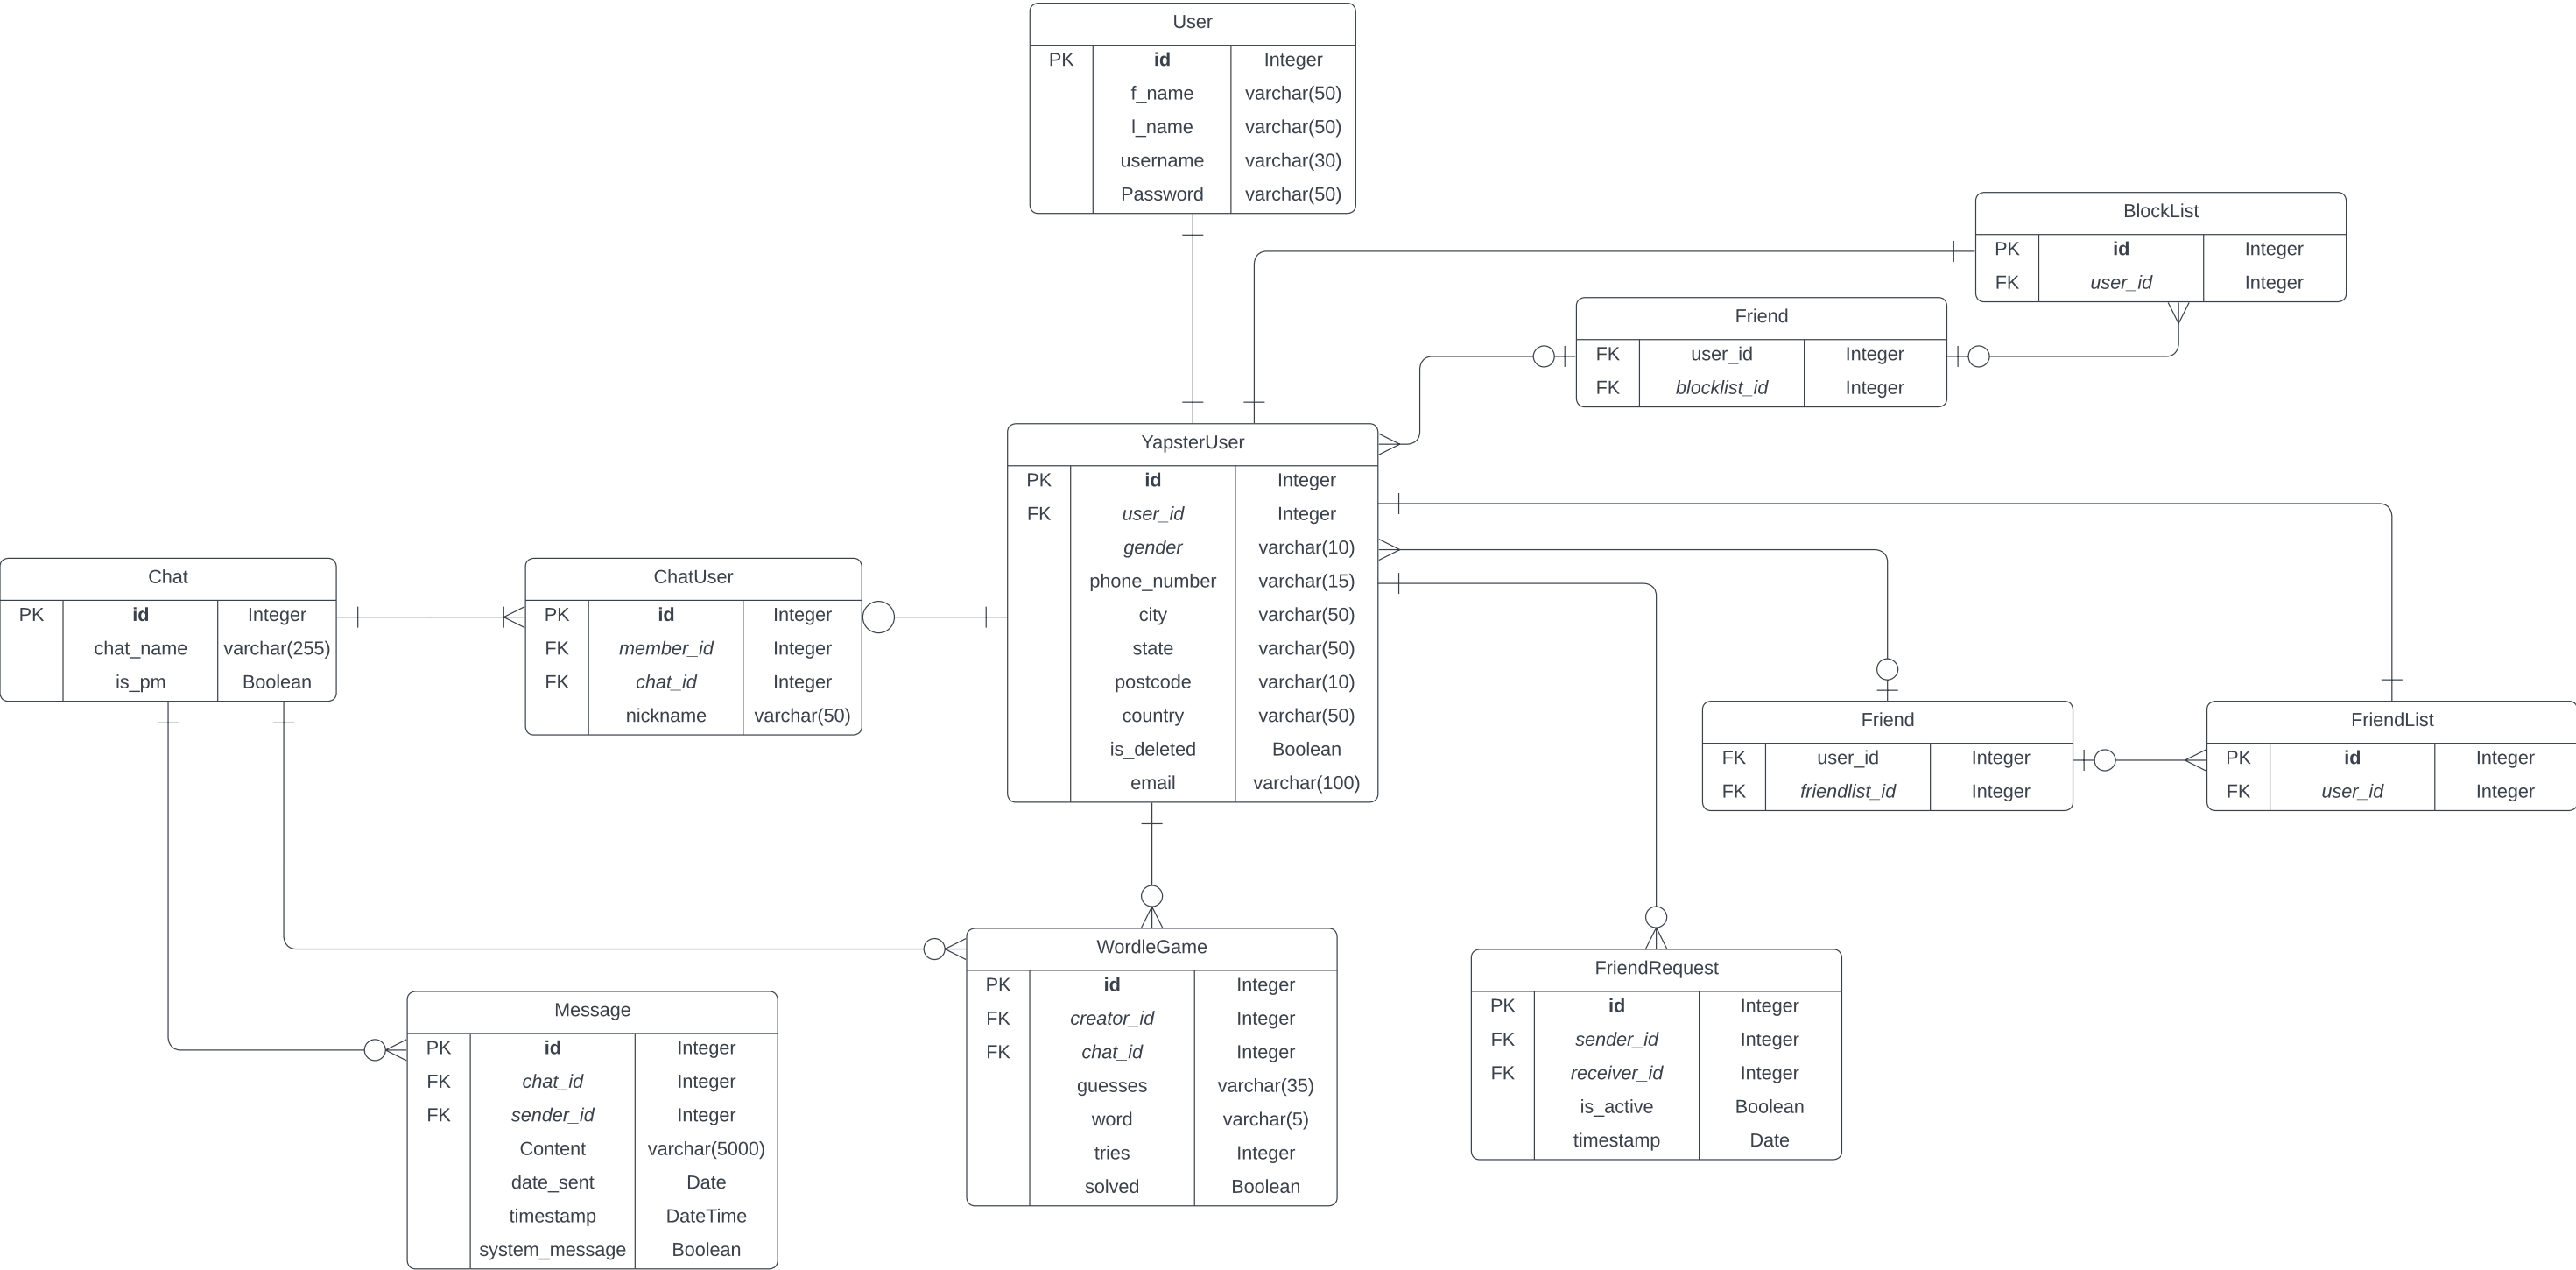 User
PK id Integer
f_name varchar(50)
l_name varchar(50)
username varchar(30)
Password varchar(50)
BlockList
PK id Integer
FK user_id Integer
Friend
FK user_id Integer
FK blocklist_id Integer
YapsterUser
PK id Integer
FK user_id Integer
gender varchar(10)
phone_number varchar(15)
city varchar(50)
state varchar(50)
postcode varchar(10)
country varchar(50)
is_deleted Boolean
email varchar(100)
Chat
PK id Integer
chat_name varchar(255)
is_pm Boolean
ChatUser
PK id Integer
FK member_id Integer
FK chat_id Integer
nickname varchar(50)
Friend
FK user_id Integer
FK friendlist_id Integer
FriendList
PK id Integer
FK user_id Integer
WordleGame
PK id Integer
FK creator_id Integer
FK chat_id Integer
guesses varchar(35)
word varchar(5)
tries Integer
solved Boolean
FriendRequest
PK id Integer
FK sender_id Integer
FK receiver_id Integer
is_active Boolean
timestamp Date
Message
PK id Integer
FK chat_id Integer
FK sender_id Integer
Content varchar(5000)
date_sent Date
timestamp DateTime
system_message Boolean